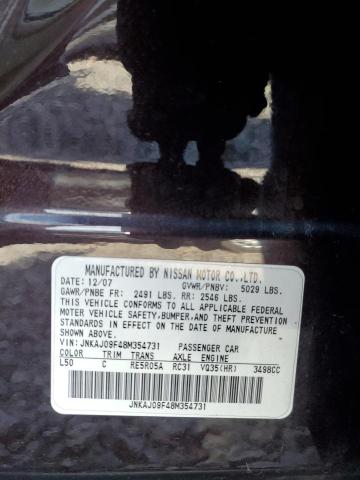 MANUFACTURED BY NISSAN MOTOR CO.,LTD.
DATE: 12/07 GVWR/PNBV: 5029 LBS.
GAWR/PNBE FR: 2491 LBS. RR: 2546 LBS.
THIS VEHICLE CONFORMS TO ALL APPLICABLE FEDERAL
MOTOR VEHICLE SAFETY, BUMPER, AND THEFT PREVENTION
STANDARDS IN EFFECT ON THE DATE OF MANUFACTURE
SHOWN ABOVE.
VIN: JNKAJ09F48M354731 PASSENGER CAR
COLOR TRIM TRANS AXLE ENGINE
L50 C RE5R05A RC31 VQ35(HR) 3498CC
JNKAJ09F48M354731